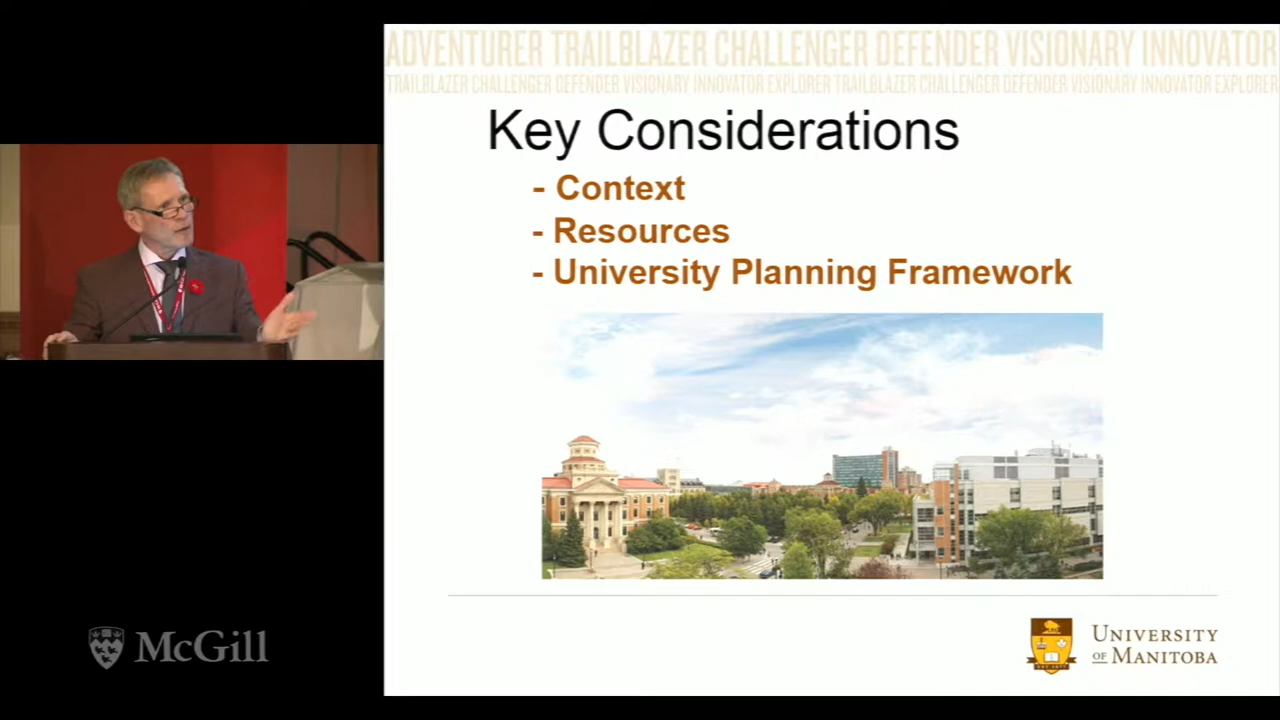 ADVENTURER TRAILBLAZER CHALLENGER DEFENDER VISIONARY INNOVATOR
TRAILBLAZER CHALLENGER DEFENDER VISIONARY INNOVATOR EXPLORER TRAILBLAZER CHALLENGER DEFENDER VISIONARY INNOVATOR EXPLORER
Key Considerations
- Context
- Resources
- University Planning Framework
McGill
UNIVERSITY
OF MANITOBA